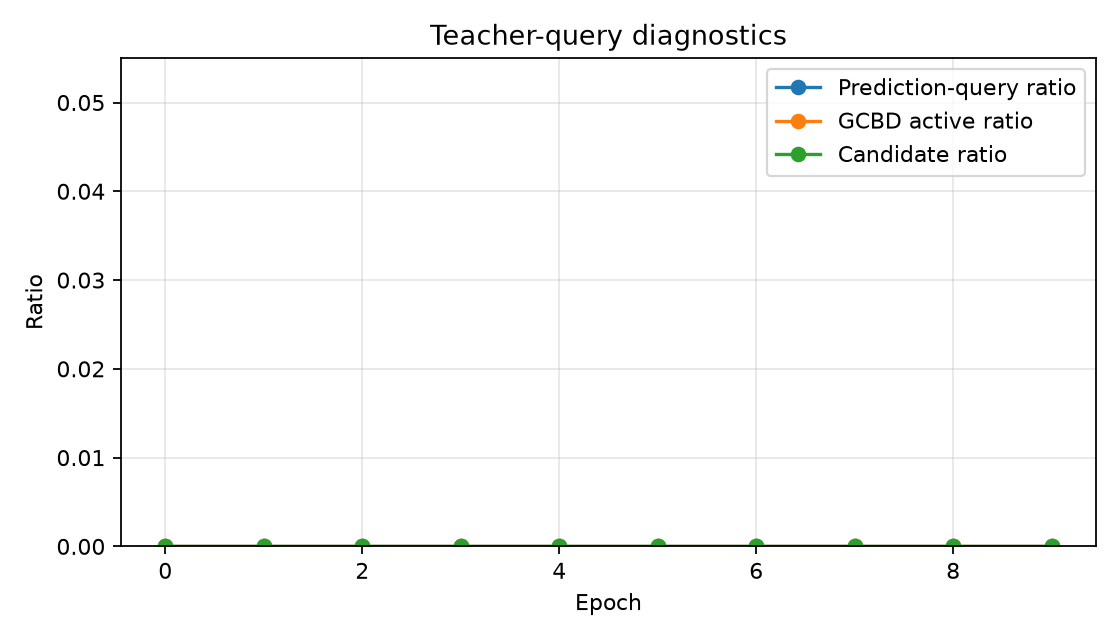 Teacher-query diagnostics
Prediction-query ratio
GCBD active ratio
Candidate ratio
0.05
0.04
0.03
0.02
0.01
0.00
Ratio
0 2 4 6 8
Epoch